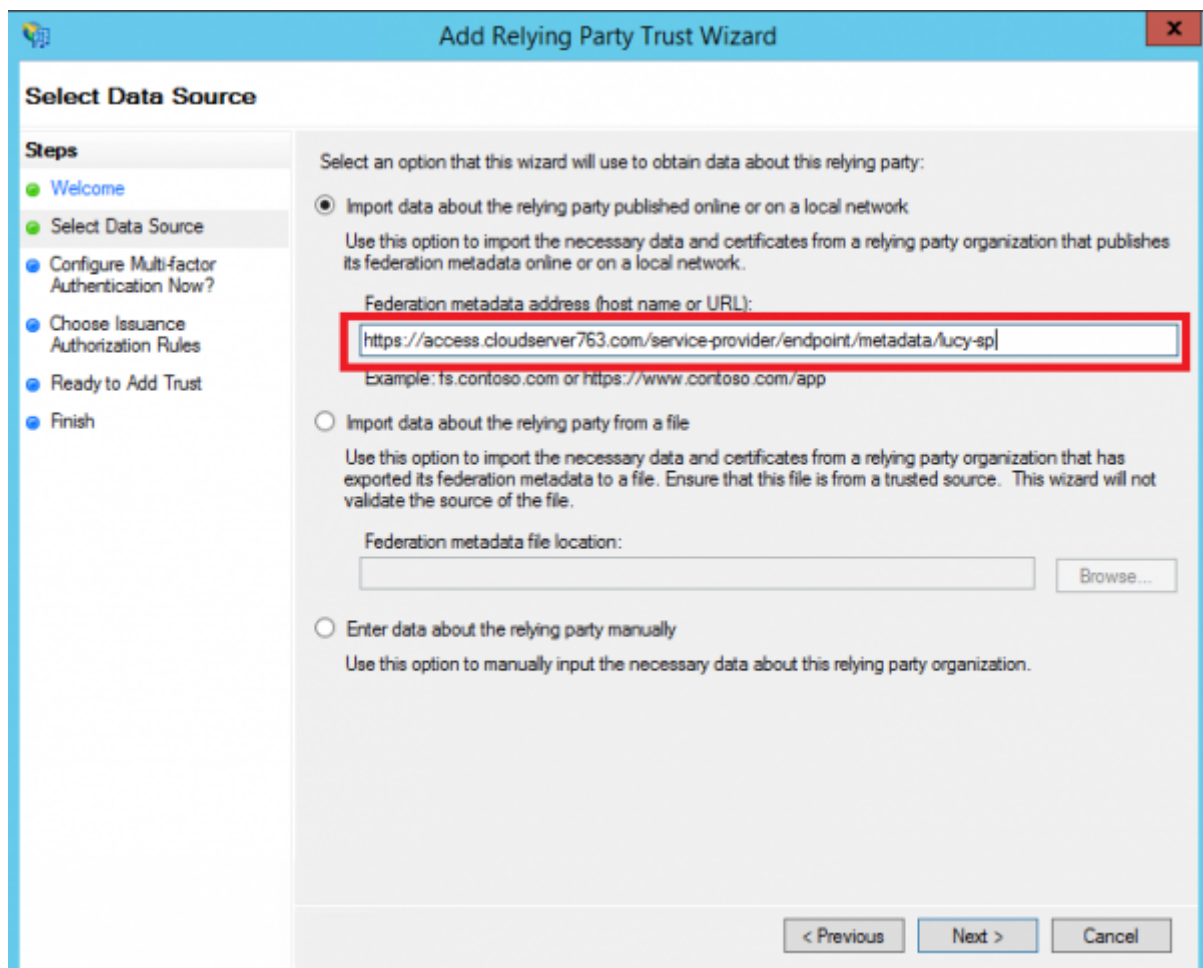 Add Relying Party Trust Wizard
x
Select Data Source
Steps
Welcome
Select Data Source
Configure Multi-factor
Authentication Now?
Choose Issuance
Authorization Rules
Ready to Add Trust
Finish
Select an option that this wizard will use to obtain data about this relying party:
Import data about the relying party published online or on a local network
Use this option to import the necessary data and certificates from a relying party organization that publishes
its federation metadata online or on a local network.
Federation metadata address (host name or URL):
https://access.cloudserver763.com/service-provider/endpoint/metadata/lucy-sp
Example: fs.contoso.com or https://www.contoso.com/app
Import data about the relying party from a file
Use this option to import the necessary data and certificates from a relying party organization that has
exported its federation metadata to a file. Ensure that this file is from a trusted source. This wizard will not
validate the source of the file.
Federation metadata file location:
Browse...
Enter data about the relying party manually
Use this option to manually input the necessary data about this relying party organization.
< Previous
Next >
Cancel